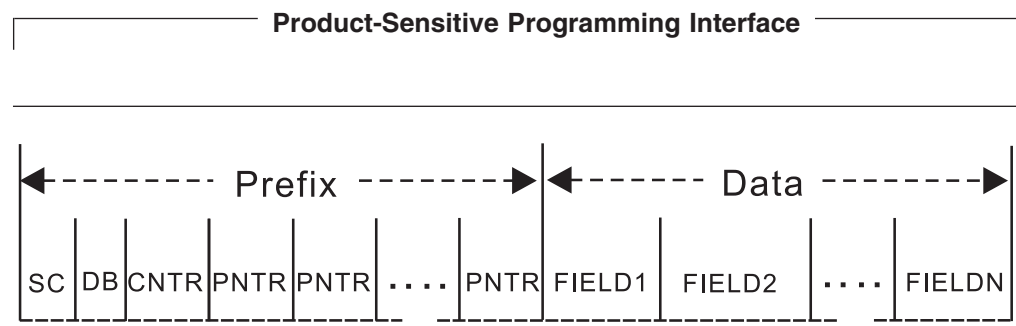 Product-Sensitive Programming Interface
Prefix Data
SC DB CNTR PNTR PNTR .... PNTR FIELD1 FIELD2 .... FIELDN